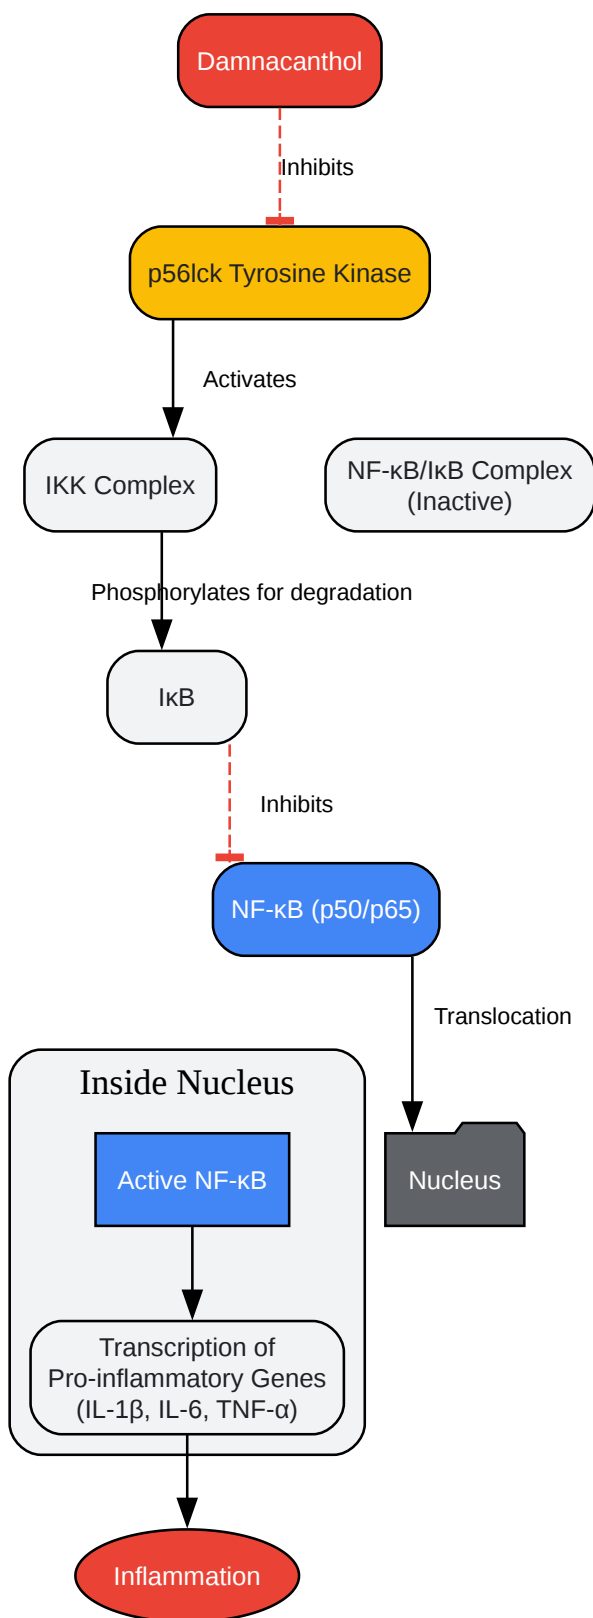 Damnacanthol
Inhibits
p56lck Tyrosine Kinase
Activates
IKK Complex
NF-κB/IκB Complex
(Inactive)
Phosphorylates for degradation
IκB
Inhibits
NF-κB (p50/p65)
Translocation
Inside Nucleus
Active NF-κB
Nucleus
Transcription of
Pro-inflammatory Genes
(IL-1β, IL-6, TNF-α)
Inflammation